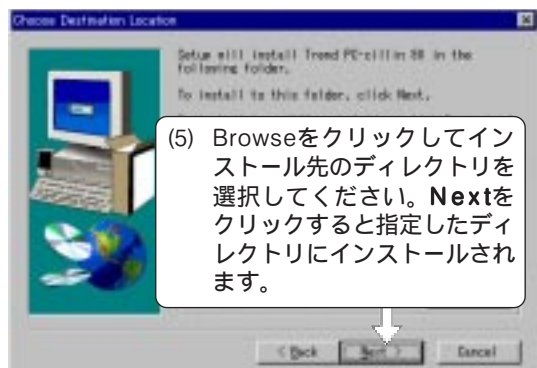 Choose Destination Location
Setup will install Trend PC-cillin 98 in the
following folder.
To install to this folder, click Next.
(5) Browseをクリックしてイン
ストール先のディレクトリを
選択してください。Nextを
クリックすると指定したディ
レクトリにインストールされ
ます。
< Back
Next >
Cancel